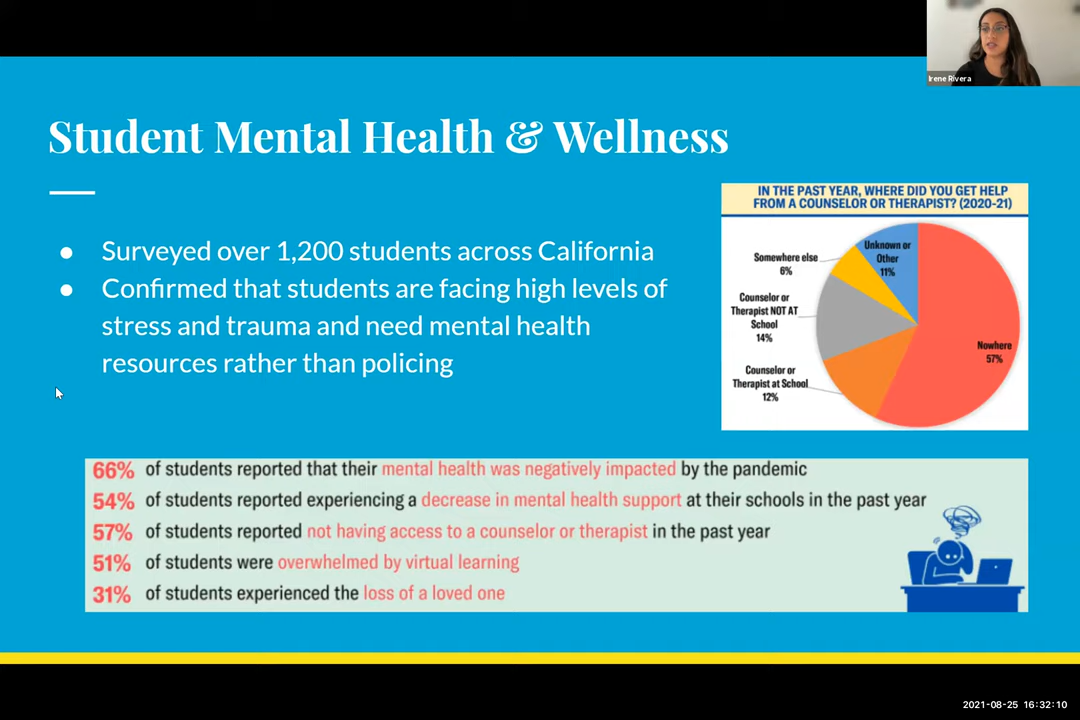 Irene Rivera
Student Mental Health & Wellness
● Surveyed over 1,200 students across California
● Confirmed that students are facing high levels of
stress and trauma and need mental health
resources rather than policing
IN THE PAST YEAR, WHERE DID YOU GET HELP
FROM A COUNSELOR OR THERAPIST? (2020-21)
Unknown or
Other
11%
Somewhere else
6%
Counselor or
Therapist NOT AT
School
14%
Nowhere
57%
Counselor or
Therapist at School
12%
66% of students reported that their mental health was negatively impacted by the pandemic
54% of students reported experiencing a decrease in mental health support at their schools in the past year
57% of students reported not having access to a counselor or therapist in the past year
51% of students were overwhelmed by virtual learning
31% of students experienced the loss of a loved one
2021-08-25 16:32:10